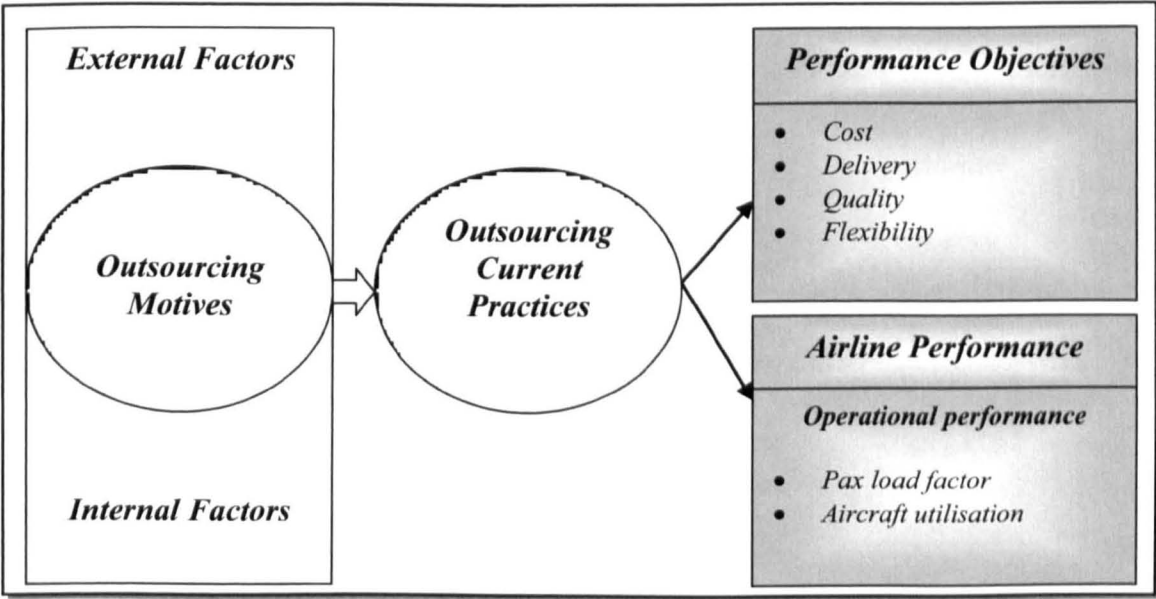 External Factors
Outsourcing
Motives
Internal Factors
Outsourcing
Current
Practices
Performance Objectives
• Cost
• Delivery
• Quality
• Flexibility
Airline Performance
Operational performance
• Pax load factor
• Aircraft utilisation